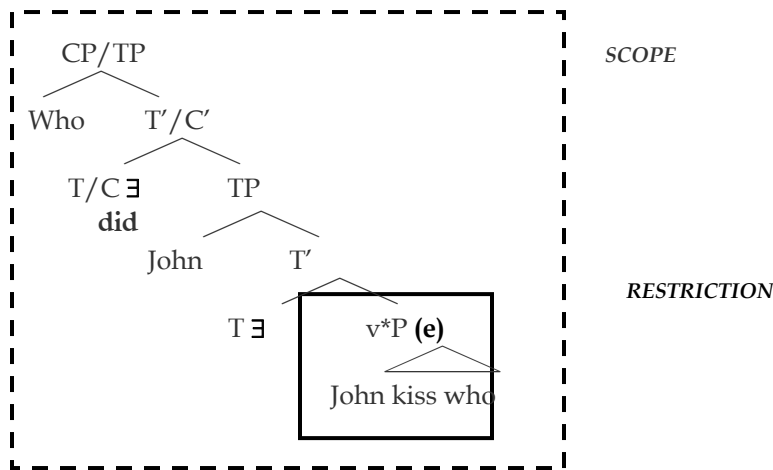 CP/TP
SCOPE
Who T′/C′
T/C ∃ TP
did
John T′
RESTRICTION
T ∃ v*P (e)
John kiss who